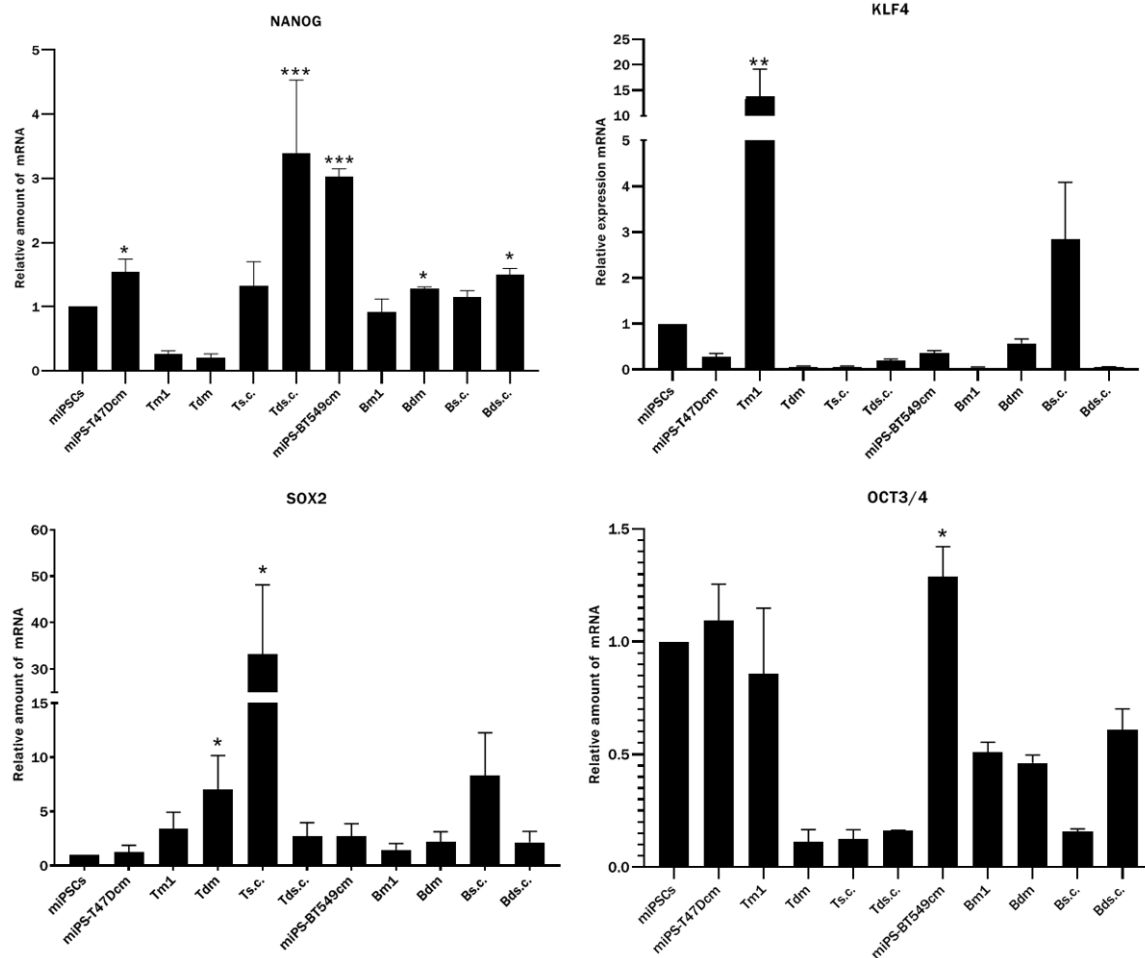 NANOG
Relative amount of mRNA
5
4
3
2
1
0
*
***
***
*
*
miPSCs
miPS-T47Dcm
Tm1
Tdm
Ts.c.
Tds.c.
miPS-BT549cm
Bm1
Bdm
Bs.c.
Bds.c.
KLF4
Relative expression mRNA
25
20
15
10
5
4
3
2
1
0
**
miPSCs
miPS-T47Dcm
Tm1
Tdm
Ts.c.
Tds.c.
miPS-BT549cm
Bm1
Bdm
Bs.c.
Bds.c.
SOX2
Relative amount of mRNA
60
50
40
30
15
10
5
0
*
*
miPSCs
miPS-T47Dcm
Tm1
Tdm
Ts.c.
Tds.c.
miPS-BT549cm
Bm1
Bdm
Bs.c.
Bds.c.
OCT3/4
Relative amount of mRNA
1.5
1.0
0.5
0.0
*
miPSCs
miPS-T47Dcm
Tm1
Tdm
Ts.c.
Tds.c.
miPS-BT549cm
Bm1
Bdm
Bs.c.
Bds.c.